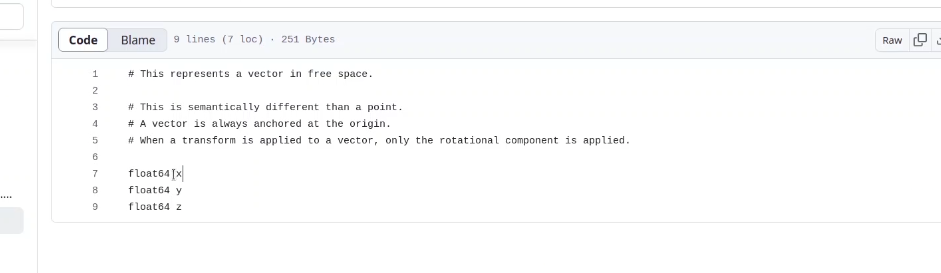 Code Blame 9 lines (7 loc) · 251 Bytes Raw
1 # This represents a vector in free space.
2
3 # This is semantically different than a point.
4 # A vector is always anchored at the origin.
5 # When a transform is applied to a vector, only the rotational component is applied.
6
7 float64 x
8 float64 y
9 float64 z
....